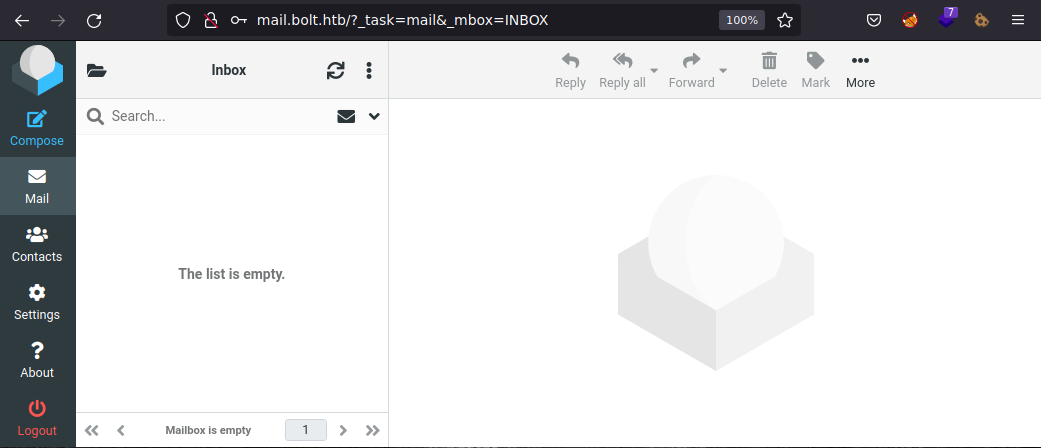 mail.bolt.htb/?_task=mail&_mbox=INBOX 100% 7
Inbox
Reply Reply all Forward Delete Mark More
Search...
Compose
Mail
Contacts
The list is empty.
Settings
About
Logout
Mailbox is empty 1